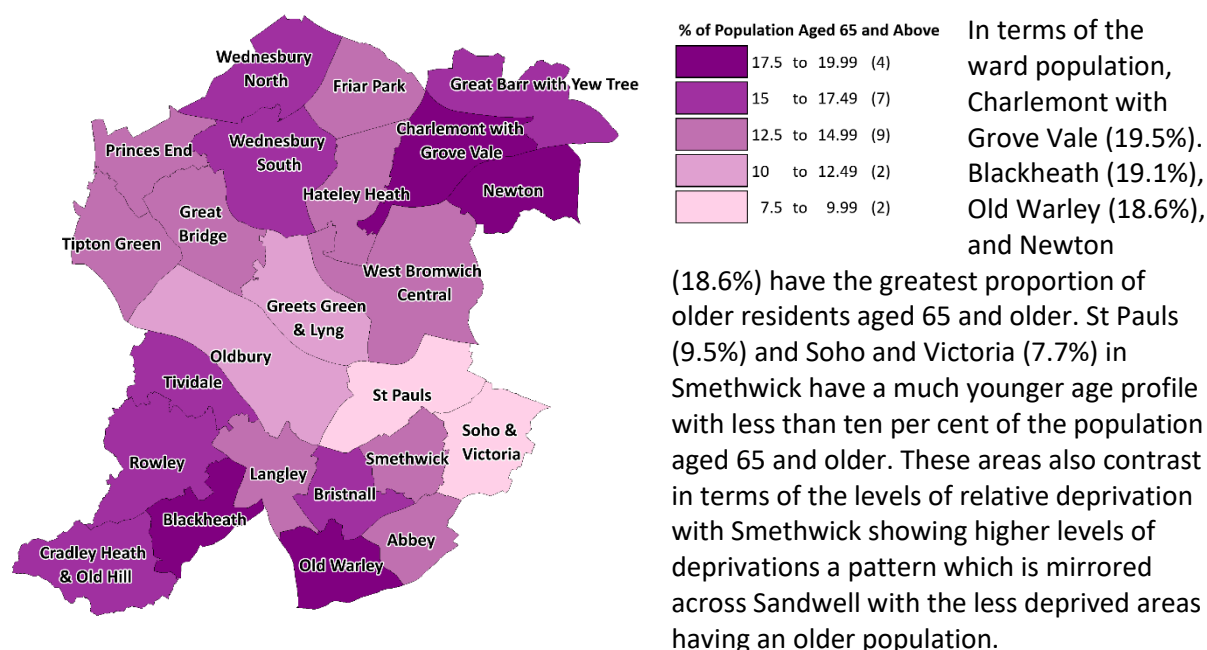 Wednesbury
North
Friar Park
Great Barr with Yew Tree
Charlemont with
Grove Vale
Princes End
Wednesbury
South
Newton
Hateley Heath
Great
Bridge
Tipton Green
West Bromwich
Central
Greets Green
& Lyng
Oldbury
Tividale
St Pauls
Soho &
Victoria
Smethwick
Rowley
Langley
Bristnall
Blackheath
Abbey
Cradley Heath
& Old Hill
Old Warley
% of Population Aged 65 and Above
17.5 to 19.99 (4)
15 to 17.49 (7)
12.5 to 14.99 (9)
10 to 12.49 (2)
7.5 to 9.99 (2)
In terms of the
ward population,
Charlemont with
Grove Vale (19.5%).
Blackheath (19.1%),
Old Warley (18.6%),
and Newton
(18.6%) have the greatest proportion of
older residents aged 65 and older. St Pauls
(9.5%) and Soho and Victoria (7.7%) in
Smethwick have a much younger age profile
with less than ten per cent of the population
aged 65 and older. These areas also contrast
in terms of the levels of relative deprivation
with Smethwick showing higher levels of
deprivations a pattern which is mirrored
across Sandwell with the less deprived areas
having an older population.